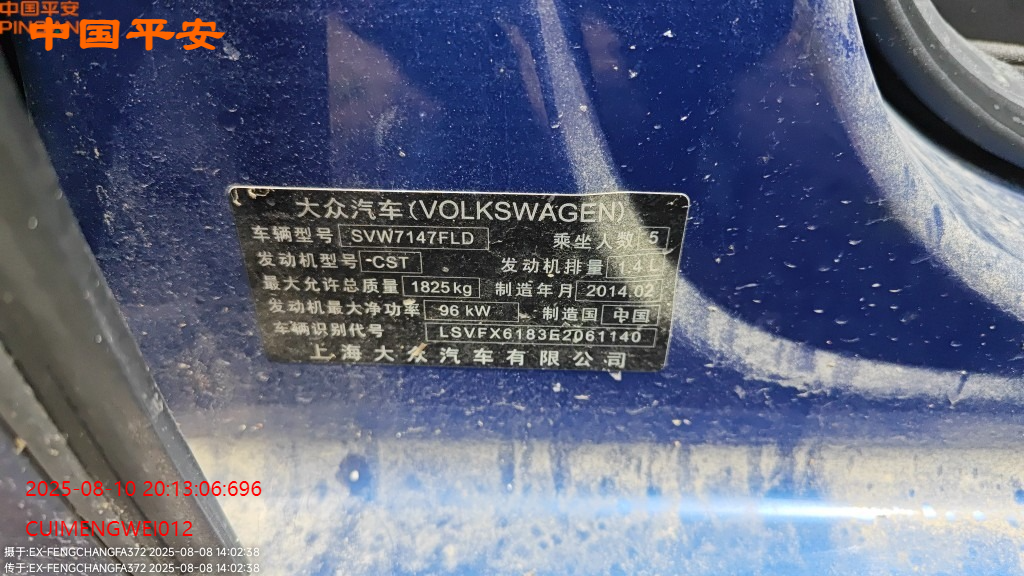 中国平安
PIN
中国平安
大众汽车(VOLKSWAGEN)
车辆型号 SVW7147FLD 乘坐人数 5
发动机型号 CST 发动机排量 1.4 L
最大允许总质量 1825kg 制造年月 2014.02
发动机最大净功率 96 kW 制造国 中国
车辆识别代号 LSVFX6183E2061140
上海大众汽车有限公司
2025-08-10 20:13:06:696
CUIMENGWEI012
摄于:EX-FENGCHANGFA372 2025-08-08 14:02:38
传于:EX-FENGCHANGFA372 2025-08-08 14:02:38